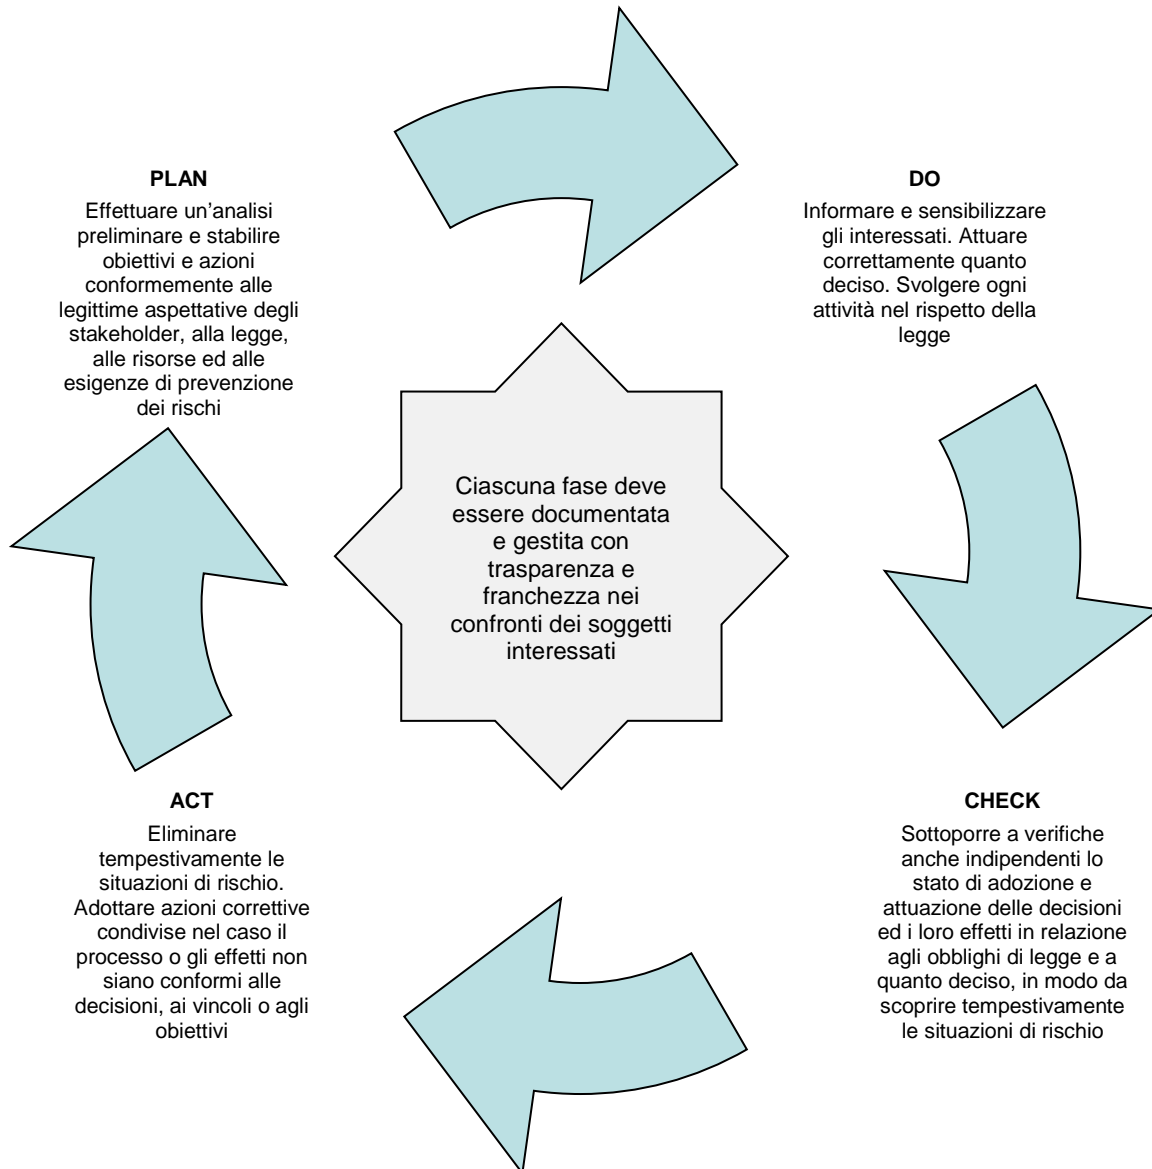 PLAN
Effettuare un’analisi
preliminare e stabilire
obiettivi e azioni
conformemente alle
legittime aspettative degli
stakeholder, alla legge,
alle risorse ed alle
esigenze di prevenzione
dei rischi
DO
Informare e sensibilizzare
gli interessati. Attuare
correttamente quanto
deciso. Svolgere ogni
attività nel rispetto della
legge
Ciascuna fase deve
essere documentata
e gestita con
trasparenza e
franchezza nei
confronti dei soggetti
interessati
ACT
Eliminare
tempestivamente le
situazioni di rischio.
Adottare azioni correttive
condivise nel caso il
processo o gli effetti non
siano conformi alle
decisioni, ai vincoli o agli
obiettivi
CHECK
Sottoporre a verifiche
anche indipendenti lo
stato di adozione e
attuazione delle decisioni
ed i loro effetti in relazione
agli obblighi di legge e a
quanto deciso, in modo da
scoprire tempestivamente
le situazioni di rischio